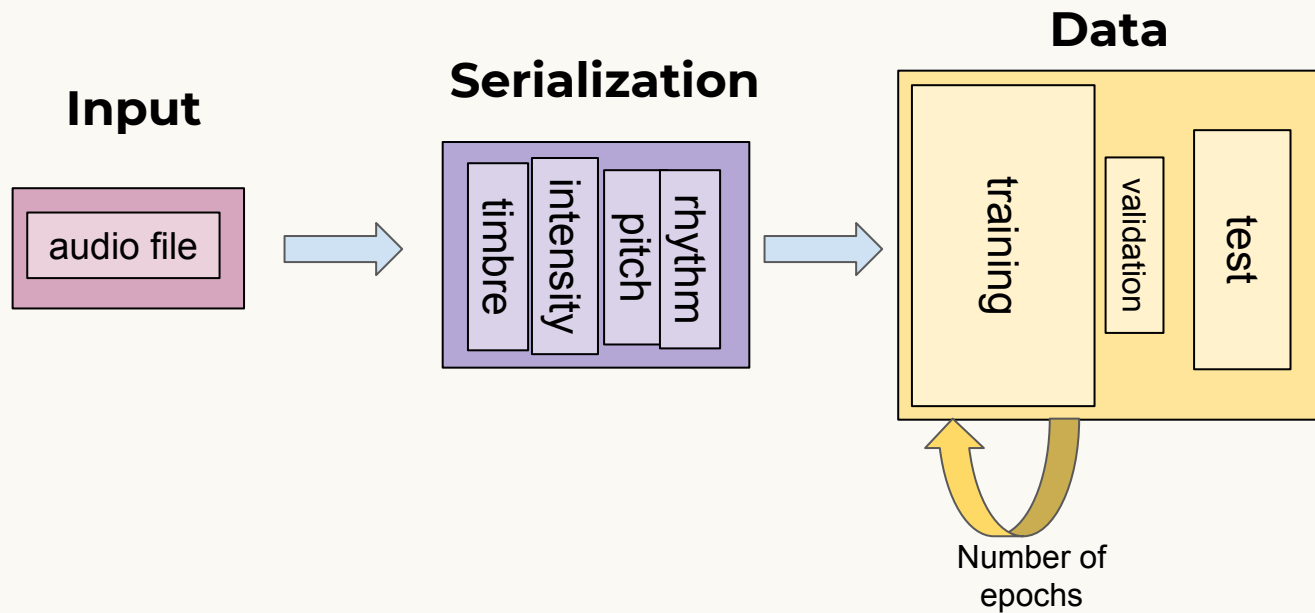 Input
audio file
Serialization
timbre
intensity
pitch
rhythm
Data
training
validation
test
Number of
epochs